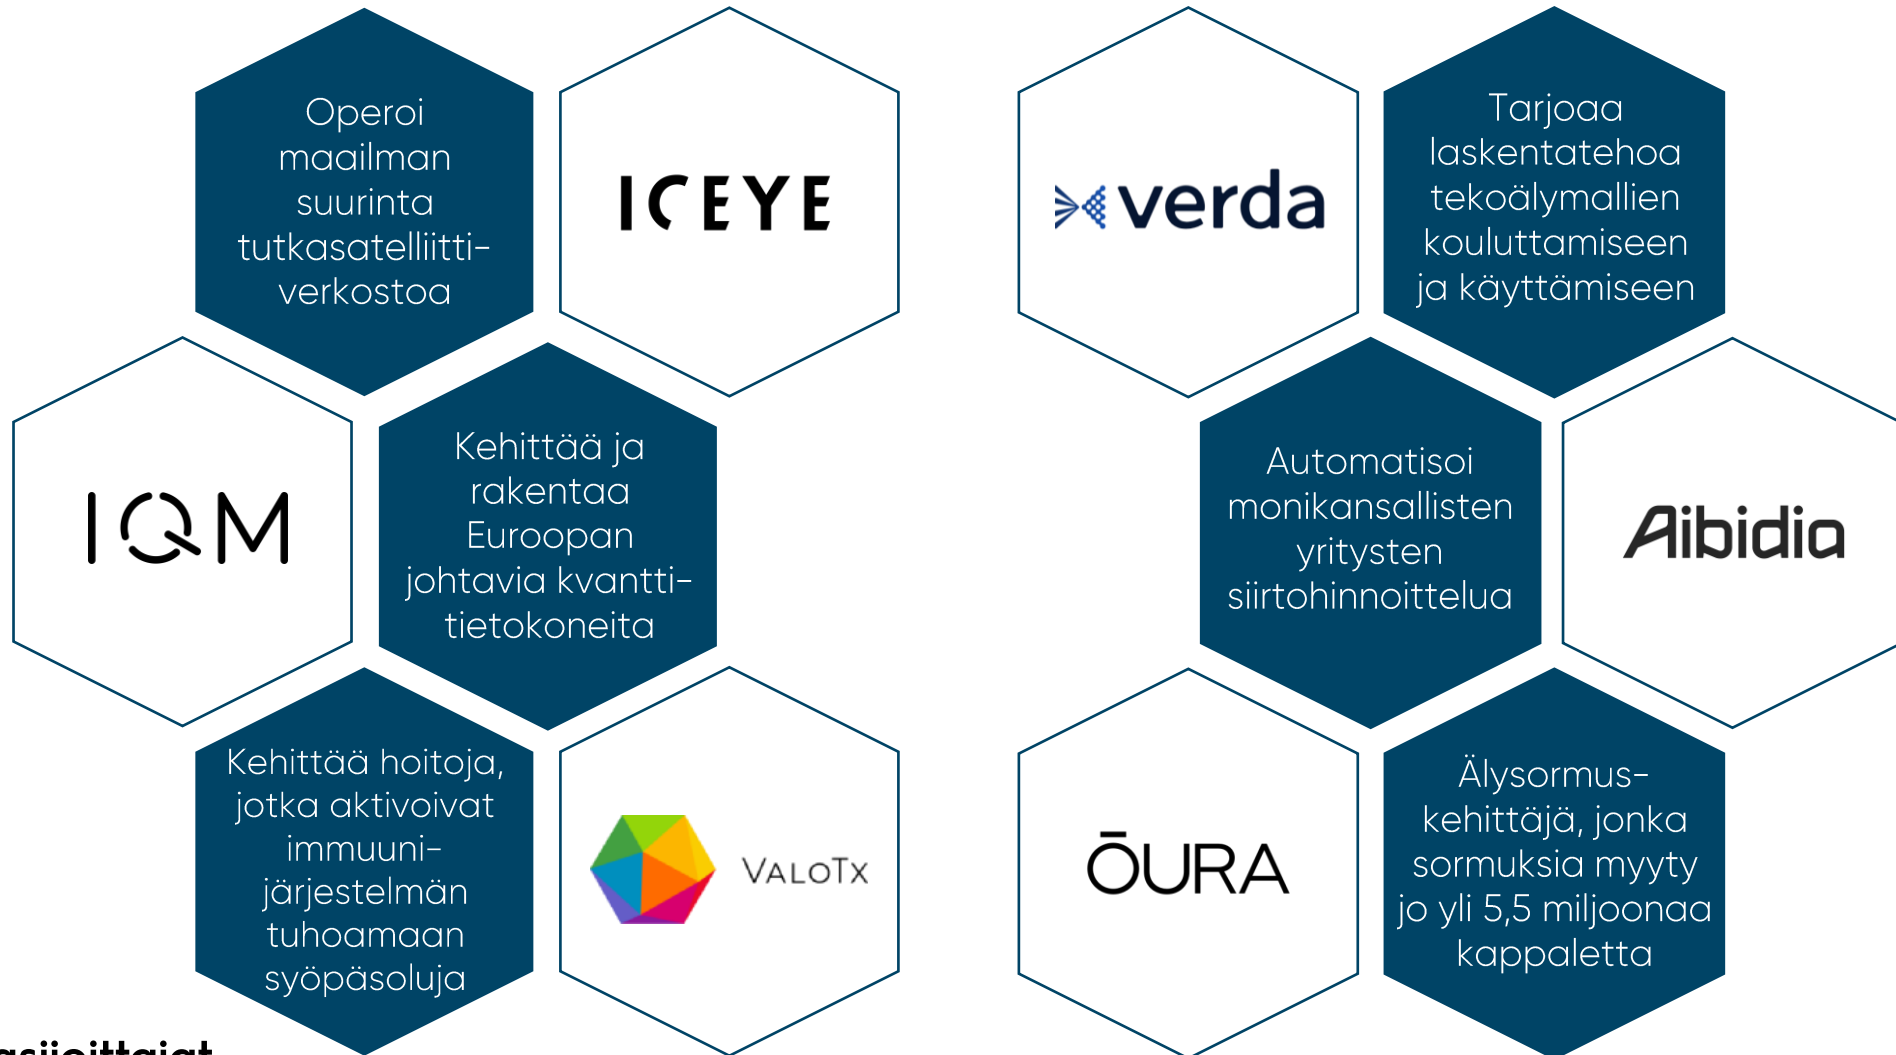 Operoi
maailman
suurinta
tutkasatelliitti-
verkostoa
ICEYE
verda
Tarjoaa
laskentatehoa
tekoälymallien
kouluttamiseen
ja käyttämiseen
IQM
Kehittää ja
rakentaa
Euroopan
johtavia kvantti-
tietokoneita
Automatisoi
monikansallisten
yritysten
siirtohinnoittelua
Aibidia
Kehittää hoitoja,
jotka aktivoivat
immuuni-
järjestelmän
tuhoamaan
syöpäsoluja
VALOTX
ŌURA
Älysormus-
kehittäjä, jonka
sormuksia myyty
jo yli 5,5 miljoonaa
kappaletta